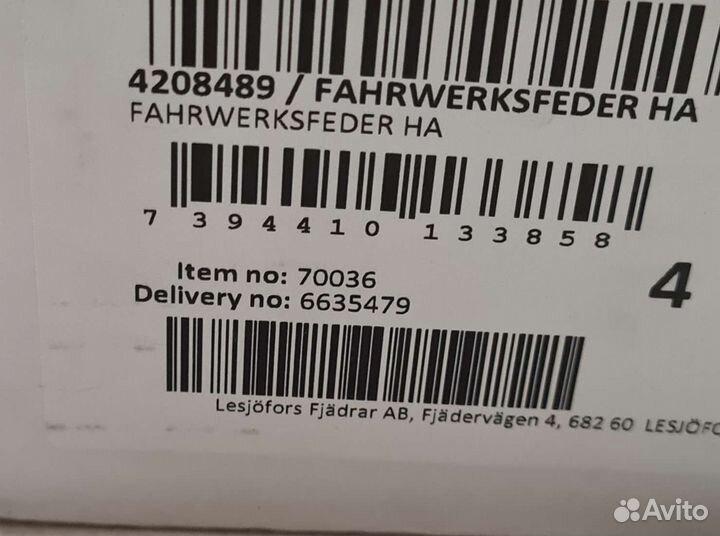 4208489 / FAHRWERKSFEDER HA
FAHRWERKSFEDER HA
7 394410 133858
Item no: 70036
4
Delivery no: 6635479
Lesjöfors Fjädrar AB, Fjädervägen 4, 682 60 LESJÖFO
Avito